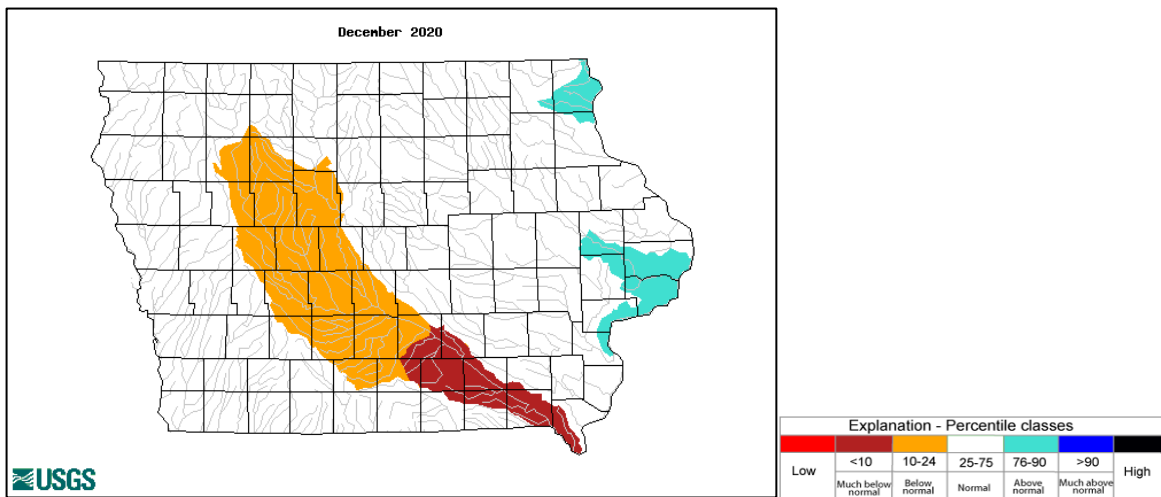 December 2020
USGS
Explanation - Percentile classes
Low
<10
10-24
25-75
76-90
>90
High
Much below normal
Below normal
Normal
Above normal
Much above normal